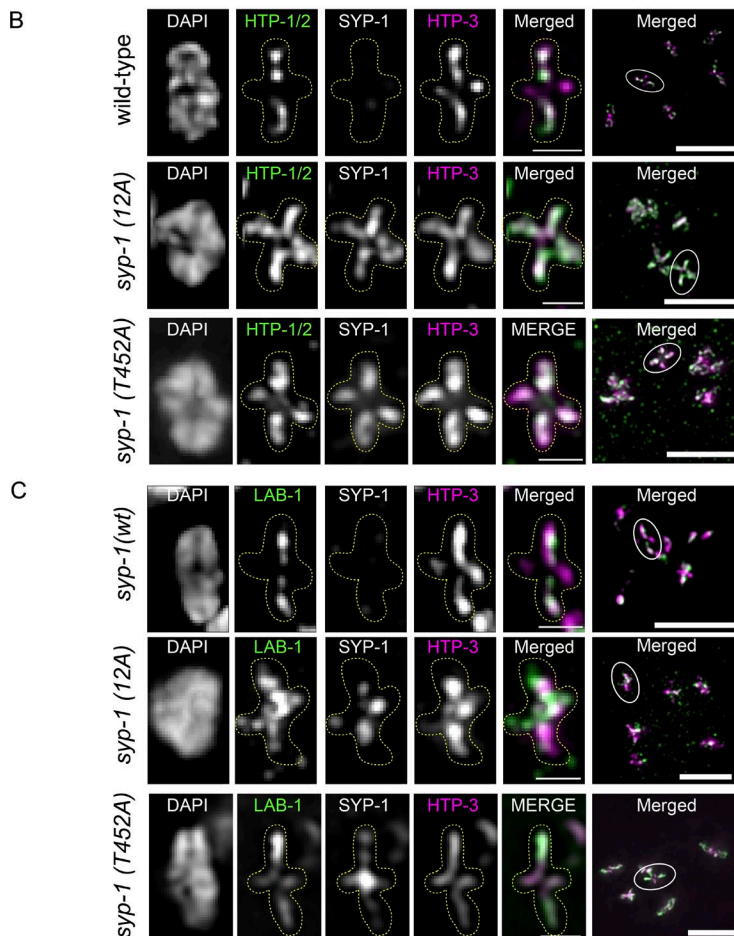 B
wild-type
DAPI HTP-1/2 SYP-1 HTP-3 Merged Merged
syp-1 (12A)
DAPI HTP-1/2 SYP-1 HTP-3 Merged Merged
syp-1 (T452A)
DAPI HTP-1/2 SYP-1 HTP-3 MERGE Merged
C
syp-1(wt)
DAPI LAB-1 SYP-1 HTP-3 Merged Merged
syp-1 (12A)
DAPI LAB-1 SYP-1 HTP-3 Merged Merged
syp-1 (T452A)
DAPI LAB-1 SYP-1 HTP-3 MERGE Merged